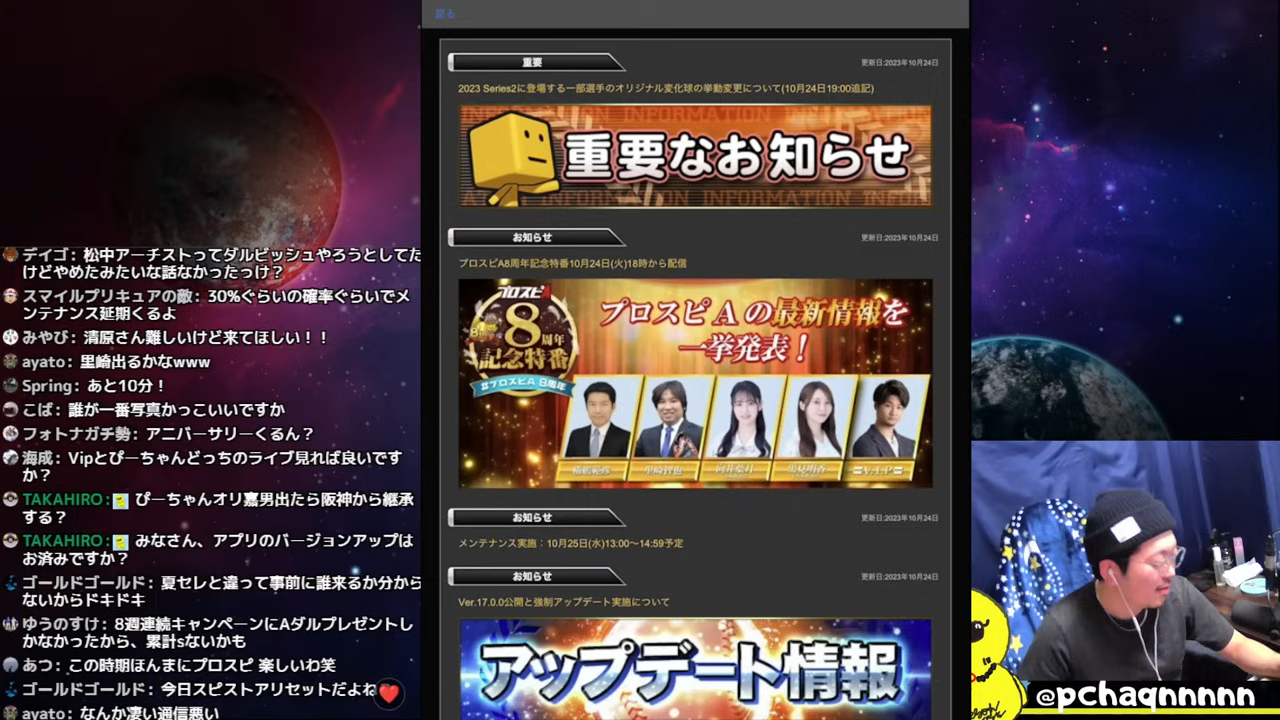 戻る
重要
更新日:2023年10月24日
2023 Series2に登場する一部選手のオリジナル変化球の挙動変更について(10月24日19:00追記)
INFORMATION
重要なお知らせ
INFORMATION
お知らせ
更新日:2023年10月24日
プロスピA8周年記念特番10月24日(火)18時から配信
プロスピA
8周年
記念特番
#プロスピA 8周年
プロスピAの最新情報を
一挙発表!
里崎智也
向井葉月
=V.I.P=
お知らせ
更新日:2023年10月24日
メンテナンス実施:10月25日(水)13:00〜14:59予定
お知らせ
更新日:2023年10月24日
Ver.17.0.0公開と強制アップデート実施について
アップデート情報
デイゴ: 松中アーチストってダルビッシュやろうとしてた
けどやめたみたいな話なかったっけ?
スマイルプリキュアの敵: 30%ぐらいの確率ぐらいでメ
ンテナンス延期くるよ
みやび: 清原さん難しいけど来てほしい!!
ayato: 里崎出るかなwww
Spring: あと10分!
こば: 誰が一番写真かっこいいですか
フォトナガチ勢: アニバーサリーくるん?
海成: Vipとぴーちゃんどっちのライブ見れば良いです
か?
TAKAHIRO: ぴーちゃんオリ嘉男出たら阪神から継承
する?
TAKAHIRO: みなさん、アプリのバージョンアップは
お済みですか?
ゴールドゴールド: 夏セレと違って事前に誰来るか分から
ないからドキドキ
ゆうのすけ: 8週連続キャンペーンにAダルプレゼントし
かなかったから、累計sないかも
あつ: この時期ほんまにプロスピ 楽しいわ笑
ゴールドゴールド: 今日スピストアリセットだよね
ayato: なんか凄い通信悪い
@pchaqnnnnn